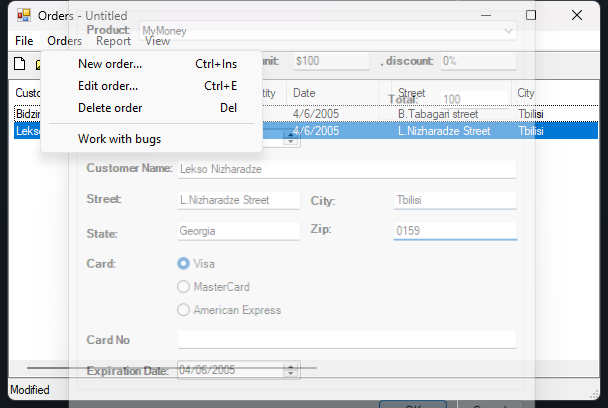 Orders - Untitled
Product: MyMoney
File Orders Report View
New order... Ctrl+Ins
unit: $100 , discount: 0%
Edit order... Ctrl+E
Custo tity Date Street City
Delete order Del
Total: 100
Bidzin 4/6/2005 B.Tabagari street Tbilisi
Lekso 4/6/2005 L.Nizharadze Street Tbilisi
Work with bugs
Customer Name: Lekso Nizharadze
Street: L.Nizharadze Street City: Tbilisi
State: Georgia Zip: 0159
Card: Visa
MasterCard
American Express
Card No
Expiration Date: 04/06/2005
Modified